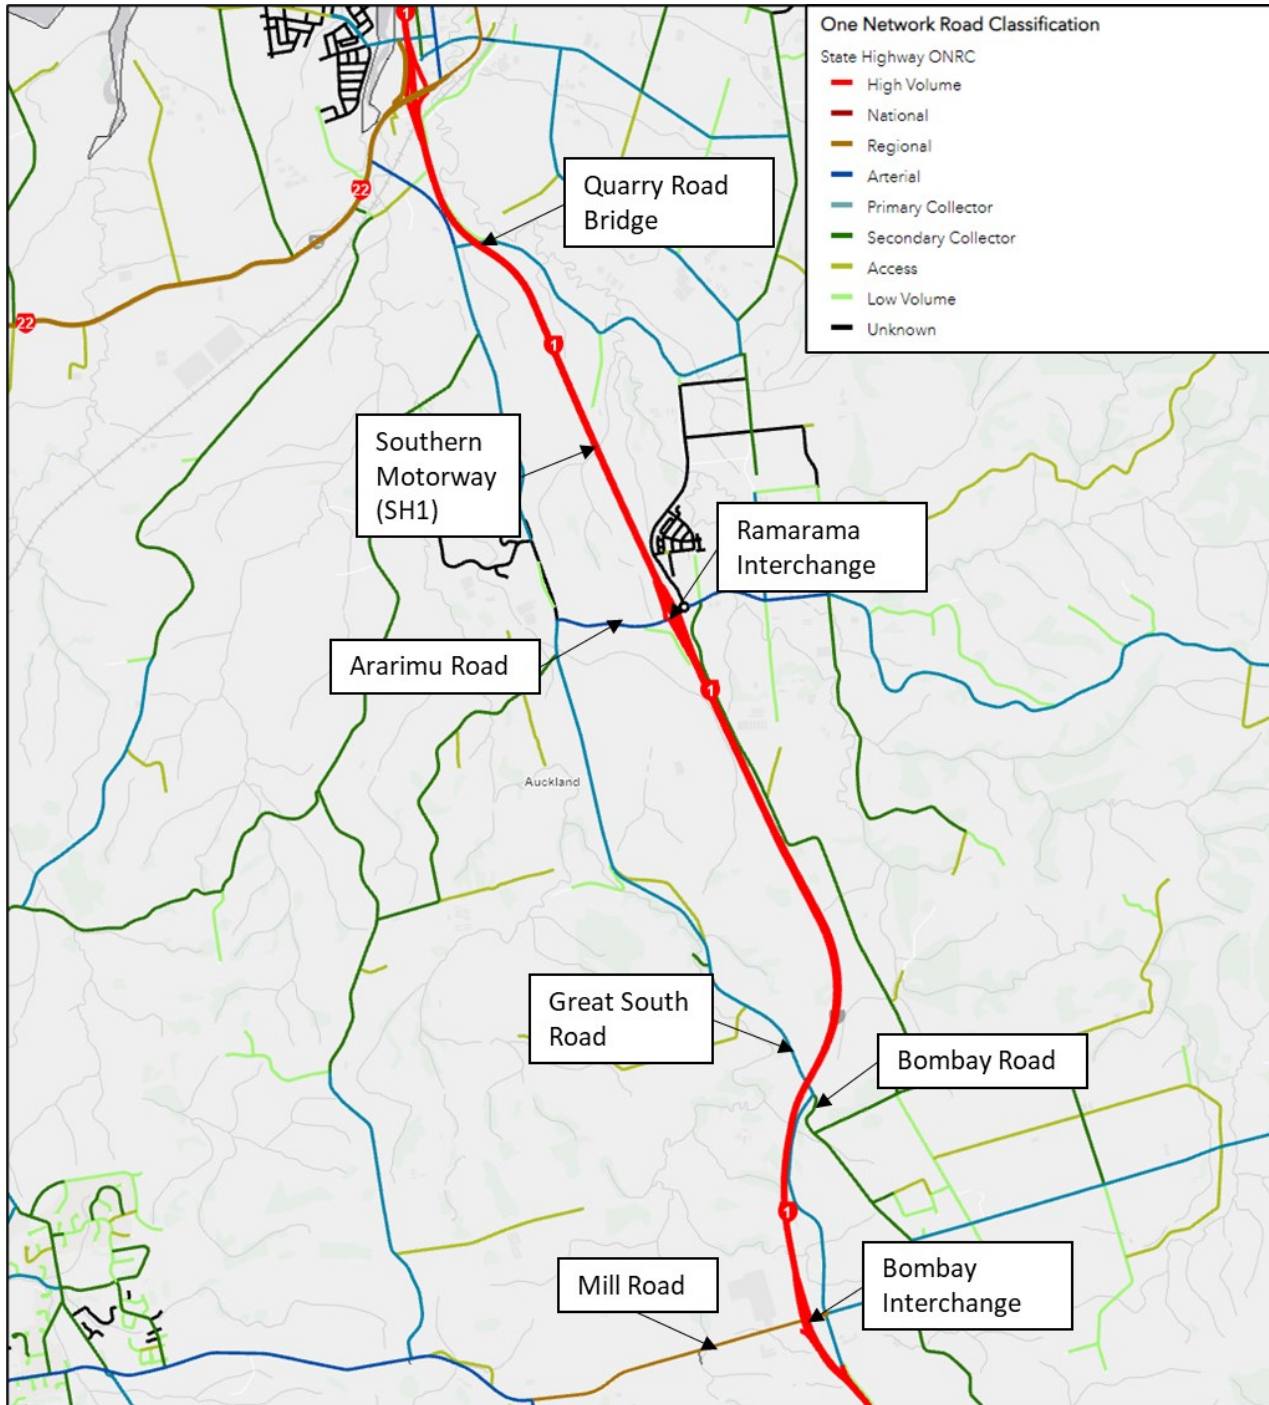 One Network Road Classification
State Highway ONRC
High Volume
National
Regional
Arterial
Primary Collector
Secondary Collector
Access
Low Volume
Unknown
1
Quarry Road
Bridge
22
22
1
Southern
Motorway
(SH1)
Ramarama
Interchange
Ararimu Road
1
Auckland
Great South
Road
Bombay Road
1
Bombay
Interchange
Mill Road